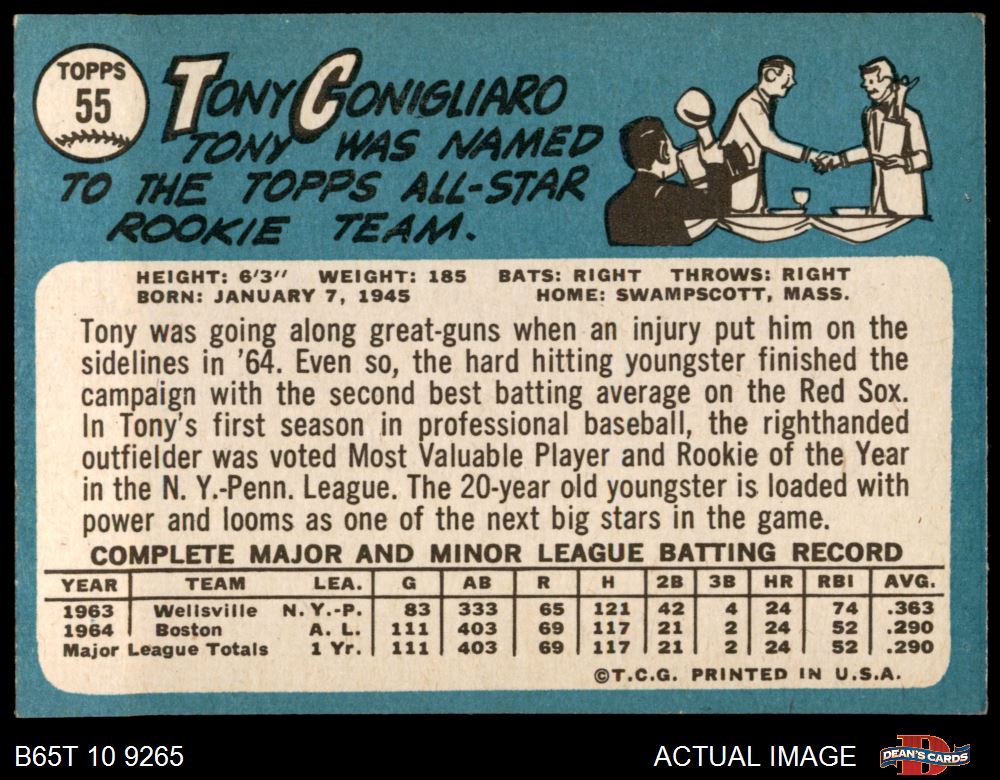 TOPPS
55
TONY CONIGLIARO
TONY WAS NAMED
TO THE TOPPS ALL-STAR
ROOKIE TEAM.
HEIGHT: 6'3" WEIGHT: 185 BATS: RIGHT THROWS: RIGHT
BORN: JANUARY 7, 1945 HOME: SWAMPSCOTT, MASS.
Tony was going along great-guns when an injury put him on the
sidelines in '64. Even so, the hard hitting youngster finished the
campaign with the second best batting average on the Red Sox.
In Tony's first season in professional baseball, the righthanded
outfielder was voted Most Valuable Player and Rookie of the Year
in the N. Y.-Penn. League. The 20-year old youngster is loaded with
power and looms as one of the next big stars in the game.
COMPLETE MAJOR AND MINOR LEAGUE BATTING RECORD
YEAR TEAM LEA. G AB R H 2B 3B HR RBI AVG.
1963 Wellsville N. Y.-P. 83 333 65 121 42 4 24 74 .363
1964 Boston A. L. 111 403 69 117 21 2 24 52 .290
Major League Totals 1 Yr. 111 403 69 117 21 2 24 52 .290
©T.C.G. PRINTED IN U.S.A.
B65T 10 9265 ACTUAL IMAGE DEAN'S CARDS